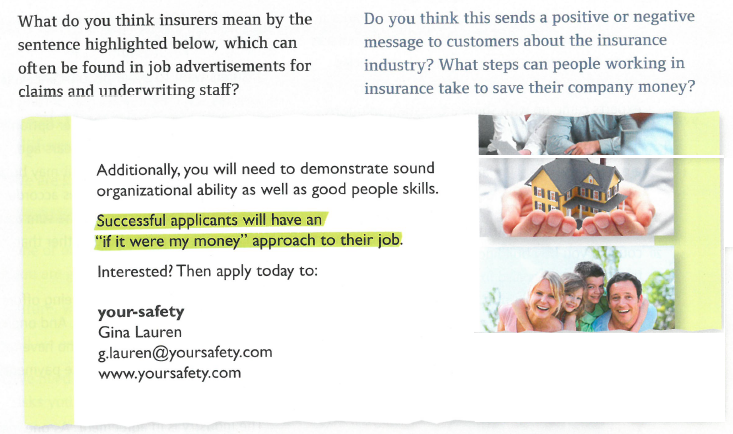 What do you think insurers mean by the
sentence highlighted below, which can
often be found in job advertisements for
claims and underwriting staff?
Do you think this sends a positive or negative
message to customers about the insurance
industry? What steps can people working in
insurance take to save their company money?
Additionally, you will need to demonstrate sound
organizational ability as well as good people skills.
Successful applicants will have an
“if it were my money” approach to their job.
Interested? Then apply today to:
your-safety
Gina Lauren
g.lauren@yoursafety.com
www.yoursafety.com